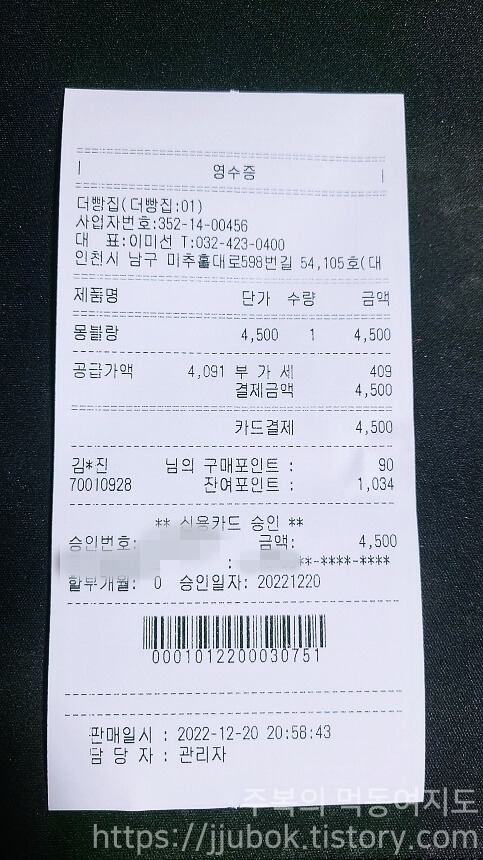 영수증
더빵집(더빵집:01)
사업자번호:352-14-00456
대 표:이미선 T:032-423-0400
인천시 남구 미추홀대로598번길 54,105호(대
제품명 단가 수량 금액
몽블랑 4,500 1 4,500
공급가액 4,091 부 가 세 409
결제금액 4,500
카드결제 4,500
김*진 님의 구매포인트 : 90
70010928 잔여포인트 : 1,034
** 신용카드 승인 **
승인번호: 금액: 4,500
: **-****-****
할부개월: 0 승인일자: 20221220
0001012200030751
판매일시 : 2022-12-20 20:58:43
담 당 자 : 관리자
주복의 먹동여지도
https://jjubok.tistory.com